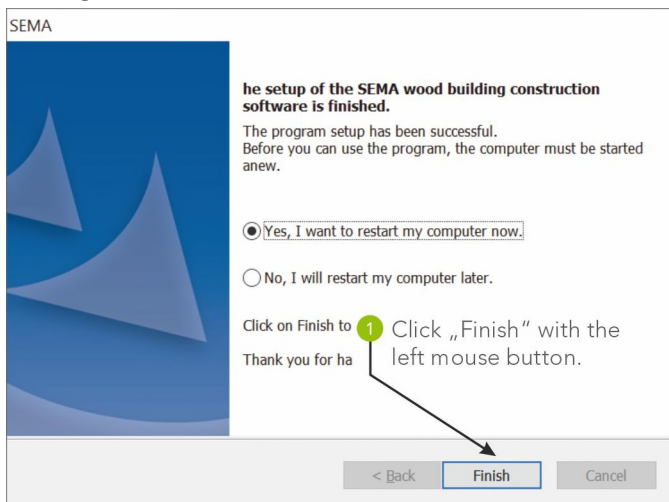 SEMA
he setup of the SEMA wood building construction
software is finished.
The program setup has been successful.
Before you can use the program, the computer must be started
anew.
Yes, I want to restart my computer now.
No, I will restart my computer later.
Click on Finish to
Thank you for ha
1 Click „Finish“ with the
left mouse button.
< Back
Finish
Cancel